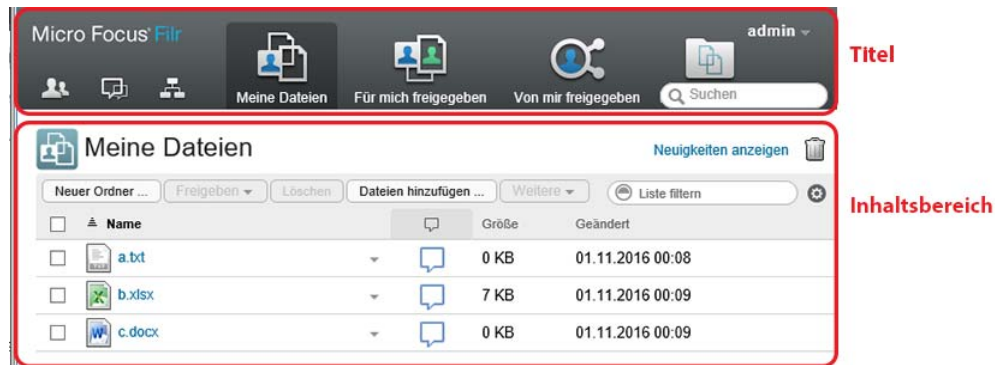 Micro Focus® Filr
admin
Meine Dateien
Für mich freigegeben
Von mir freigegeben
Suchen
Titel
Meine Dateien
Neuigkeiten anzeigen
Neuer Ordner ...
Freigeben
Löschen
Dateien hinzufügen ...
Weitere
Liste filtern
Inhaltsbereich
Name
Größe
Geändert
a.txt
0 KB
01.11.2016 00:08
b.xlsx
7 KB
01.11.2016 00:09
c.docx
0 KB
01.11.2016 00:09